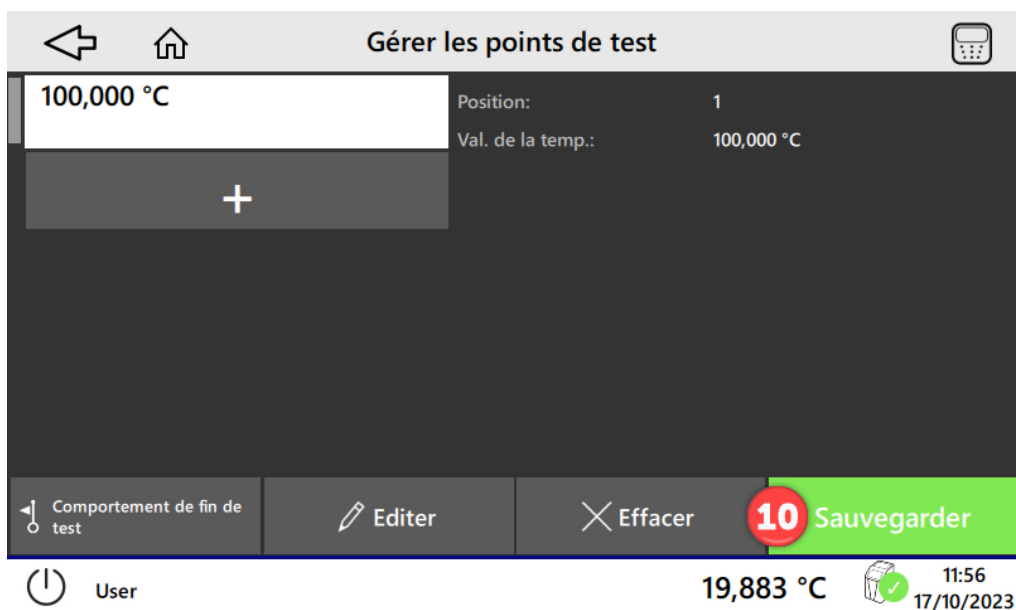 Gérer les points de test
100,000 °C
Position: 1
Val. de la temp.: 100,000 °C
+
Comportement de fin de
test
Editer
Effacer
10
Sauvegarder
User
19,883 °C
11:56
17/10/2023